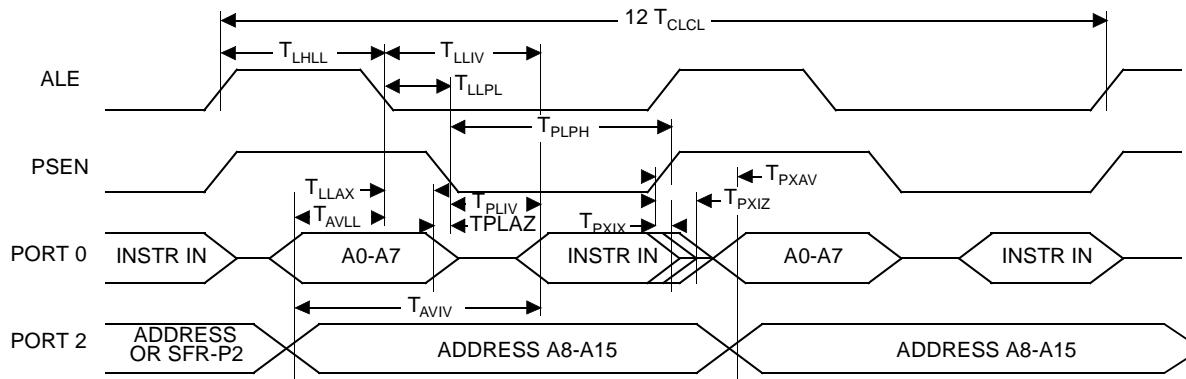 12 TCLCL
TLHLL TLLIV
ALE
TLLPL
TPLPH
PSEN
TPXAV
TLLAX
TPXIZ
TPLIV
TAVLL TPLAZ TPXIX
PORT 0 INSTR IN A0-A7 INSTR IN A0-A7 INSTR IN
TAVIV
PORT 2 ADDRESS OR SFR-P2 ADDRESS A8-A15 ADDRESS A8-A15